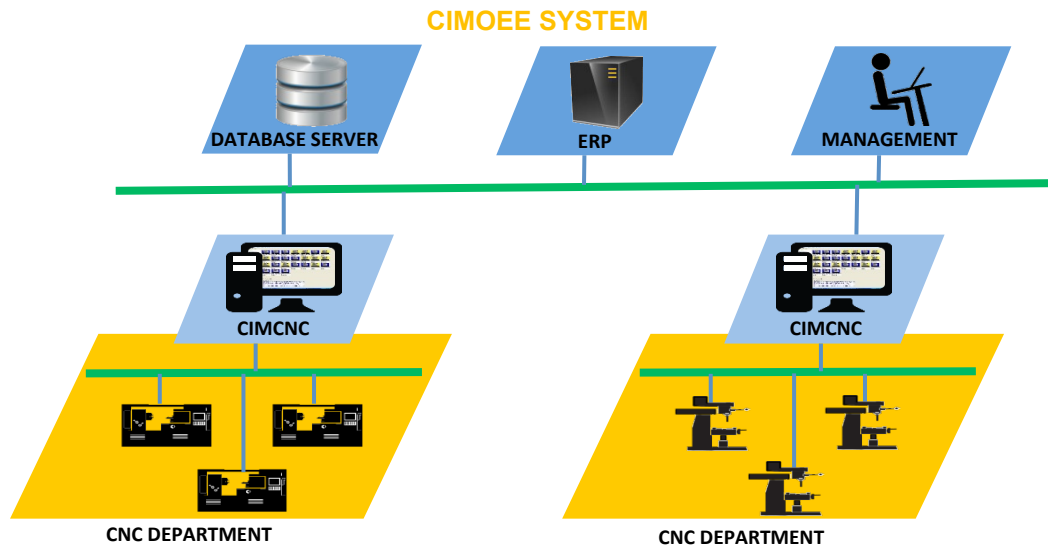 CIMOEE SYSTEM
DATABASE SERVER
ERP
MANAGEMENT
CIMCNC
CIMCNC
CNC DEPARTMENT
CNC DEPARTMENT